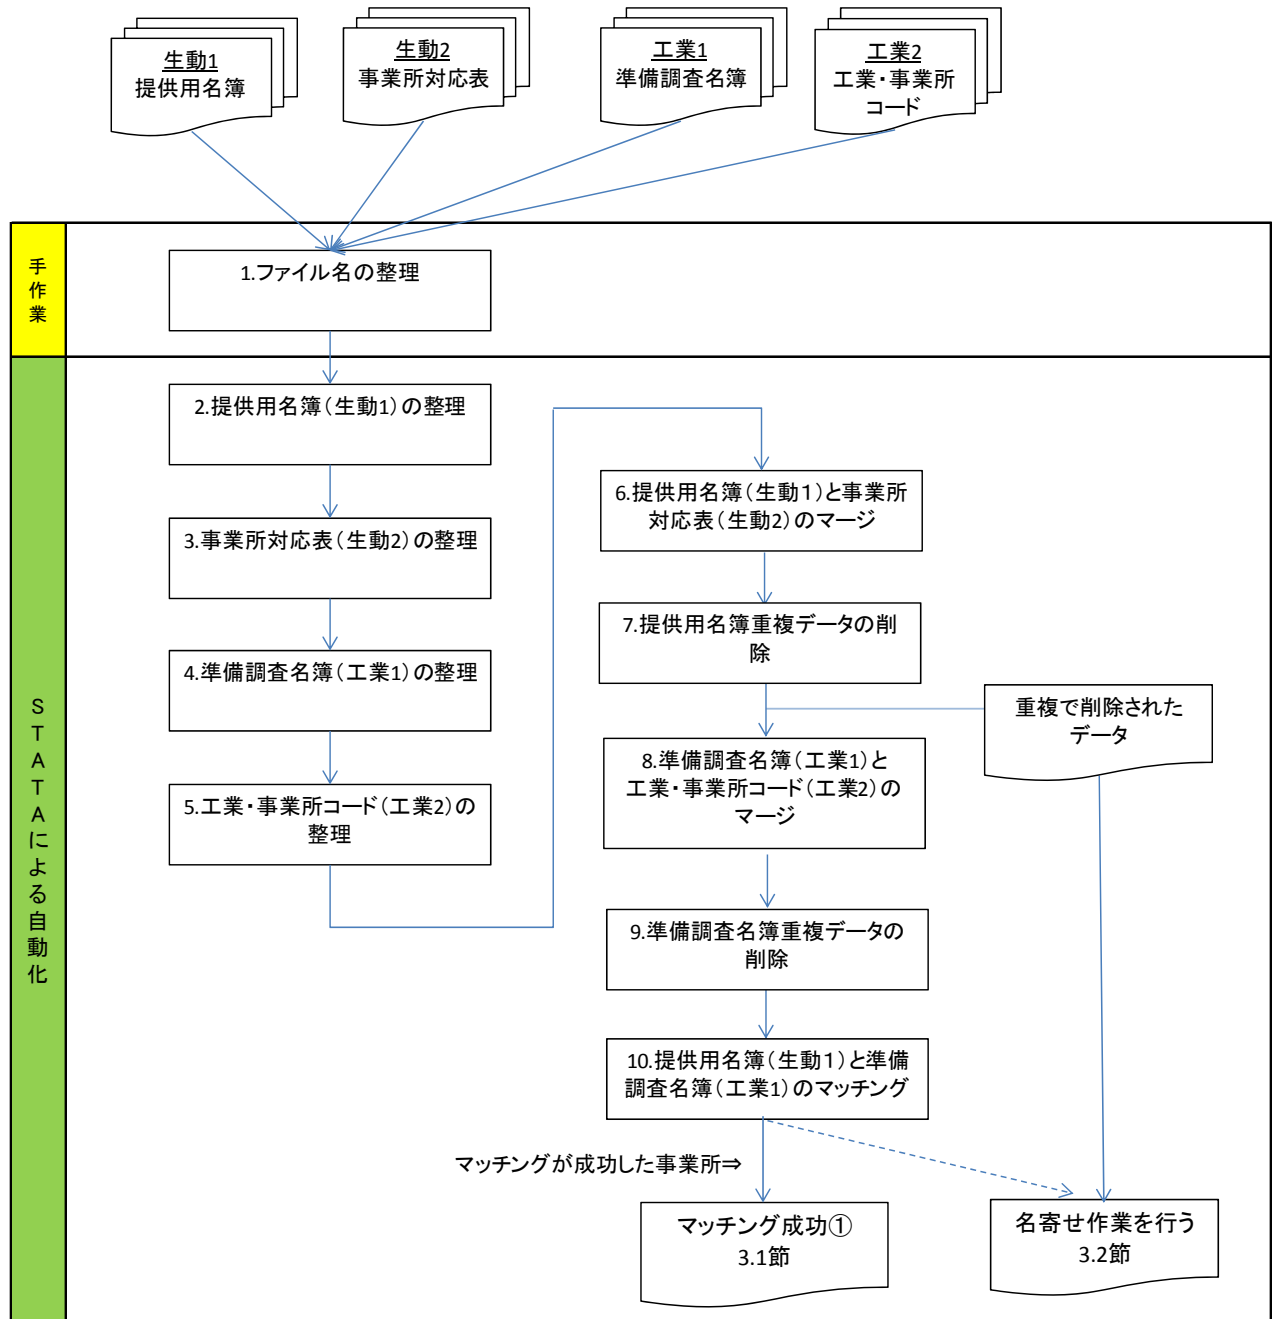 生動1
提供用名簿
生動2
事業所対応表
工業1
準備調査名簿
工業2
工業・事業所
コード
手作業
1.ファイル名の整理
STATAによる自動化
2.提供用名簿（生動1）の整理
3.事業所対応表（生動2）の整理
4.準備調査名簿（工業1）の整理
5.工業・事業所コード（工業2）の
整理
6.提供用名簿（生動１）と事業所
対応表（生動2）のマージ
7.提供用名簿重複データの削
除
重複で削除された
データ
8.準備調査名簿（工業1）と
工業・事業所コード（工業2）の
マージ
9.準備調査名簿重複データの
削除
10.提供用名簿（生動１）と準備
調査名簿（工業1）のマッチング
マッチングが成功した事業所⇒
マッチング成功①
3.1節
名寄せ作業を行う
3.2節